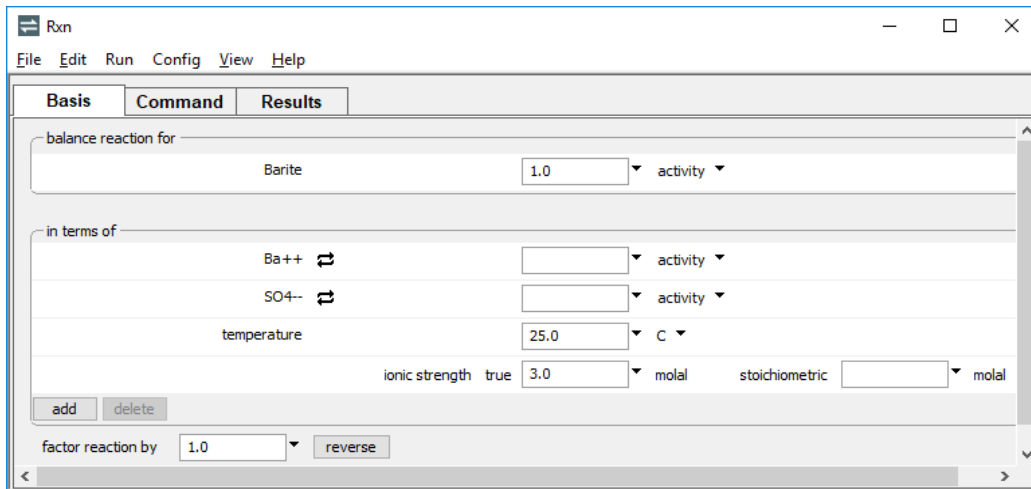 Rxn
File Edit Run Config View Help
Basis Command Results
balance reaction for
Barite 1.0 activity
in terms of
Ba++ activity
SO4-- activity
temperature 25.0 C
ionic strength true 3.0 molal stoichiometric molal
add delete
factor reaction by 1.0 reverse